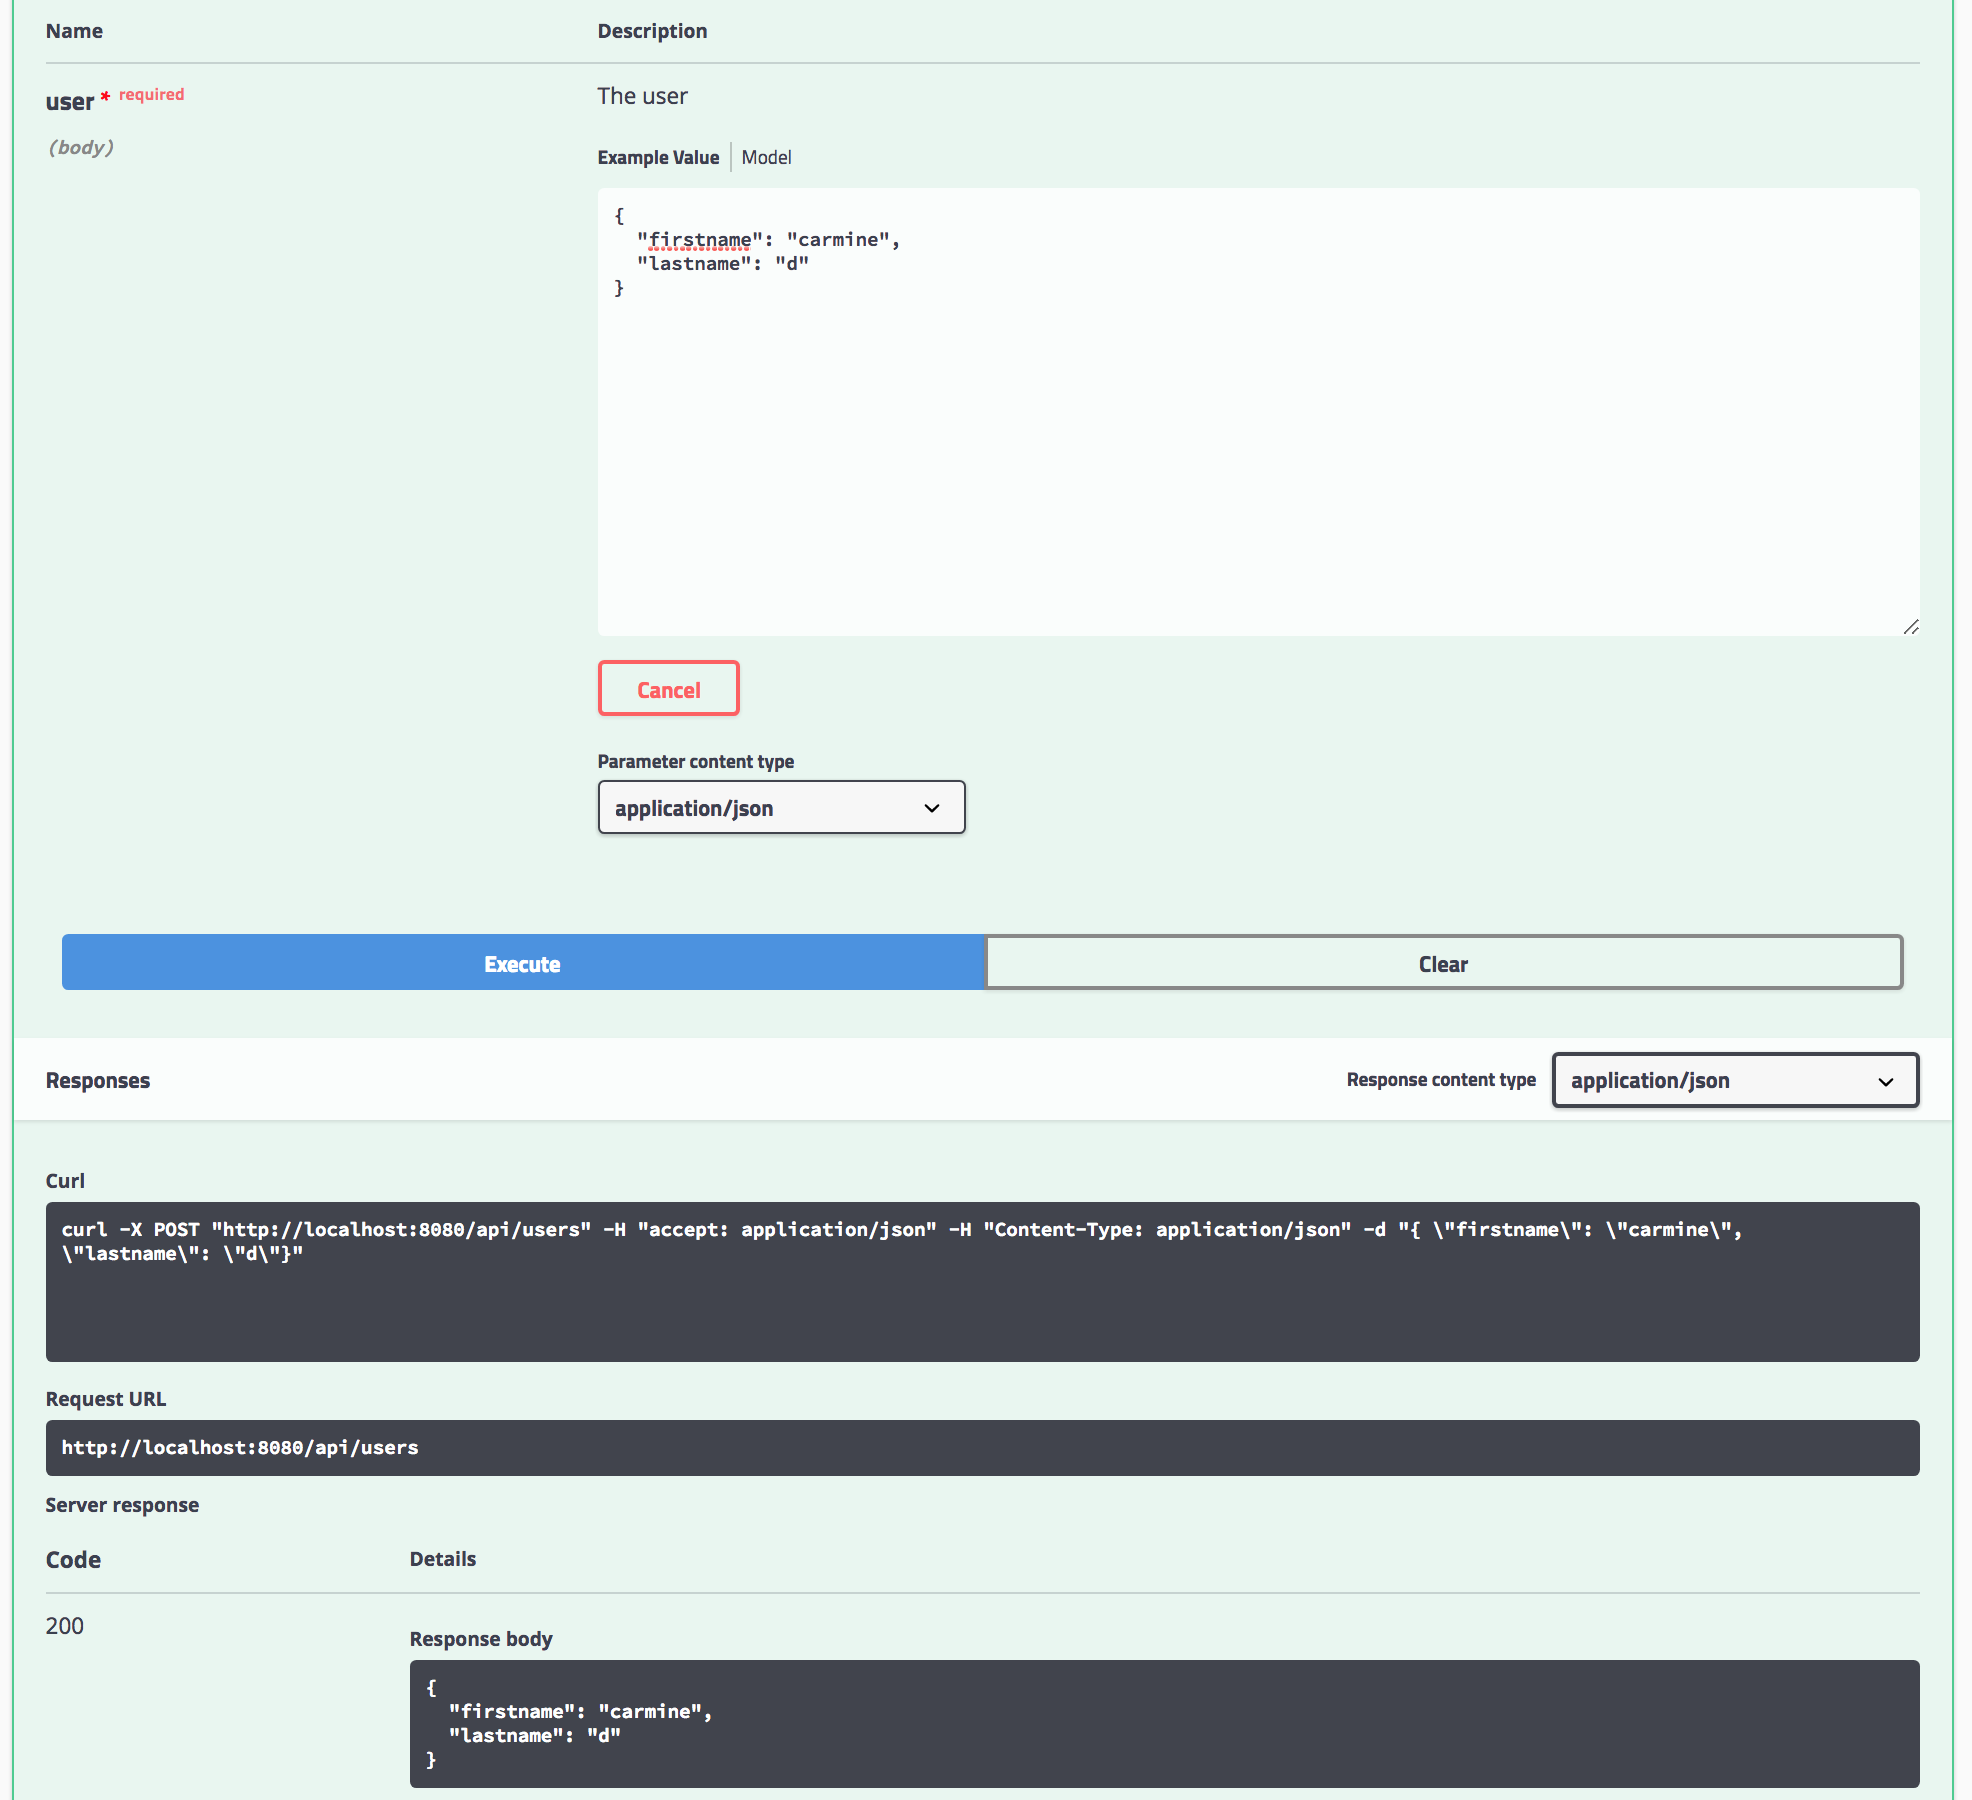 Name Description
user * required The user
(body)
Example Value Model
{
"firstname": "carmine",
"lastname": "d"
}
Cancel
Parameter content type
application/json
Execute Clear
Responses Response content type application/json
Curl
curl -X POST "http://localhost:8080/api/users" -H "accept: application/json" -H "Content-Type: application/json" -d "{ \"firstname\": \"carmine\",
\"lastname\": \"d\"}"
Request URL
http://localhost:8080/api/users
Server response
Code Details
200
Response body
{
"firstname": "carmine",
"lastname": "d"
}